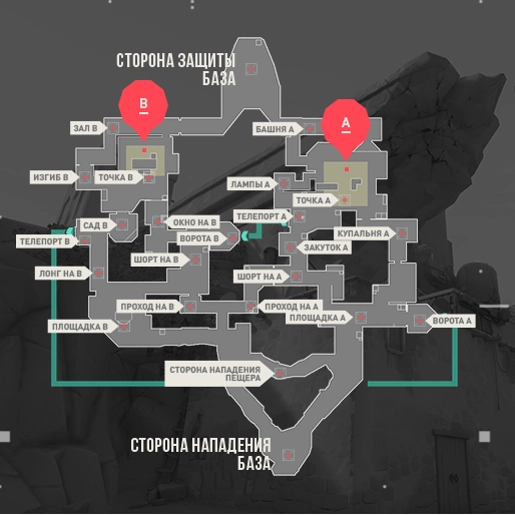 СТОРОНА ЗАЩИТЫ
БАЗА
B
A
ЗАЛ B
БАШНЯ A
ИЗГИБ B
ТОЧКА B
ЛАМПЫ A
ТОЧКА A
ТЕЛЕПОРТ A
САД B
ОКНО НА B
ВОРОТА B
КУПАЛЬНЯ A
ТЕЛЕПОРТ B
ЗАКУТОК A
ШОРТ НА B
ЛОНГ НА B
ШОРТ НА A
ПРОХОД НА B
ПРОХОД НА A
ПЛОЩАДКА A
ВОРОТА A
ПЛОЩАДКА B
СТОРОНА НАПАДЕНИЯ
ПЕЩЕРА
СТОРОНА НАПАДЕНИЯ
БАЗА